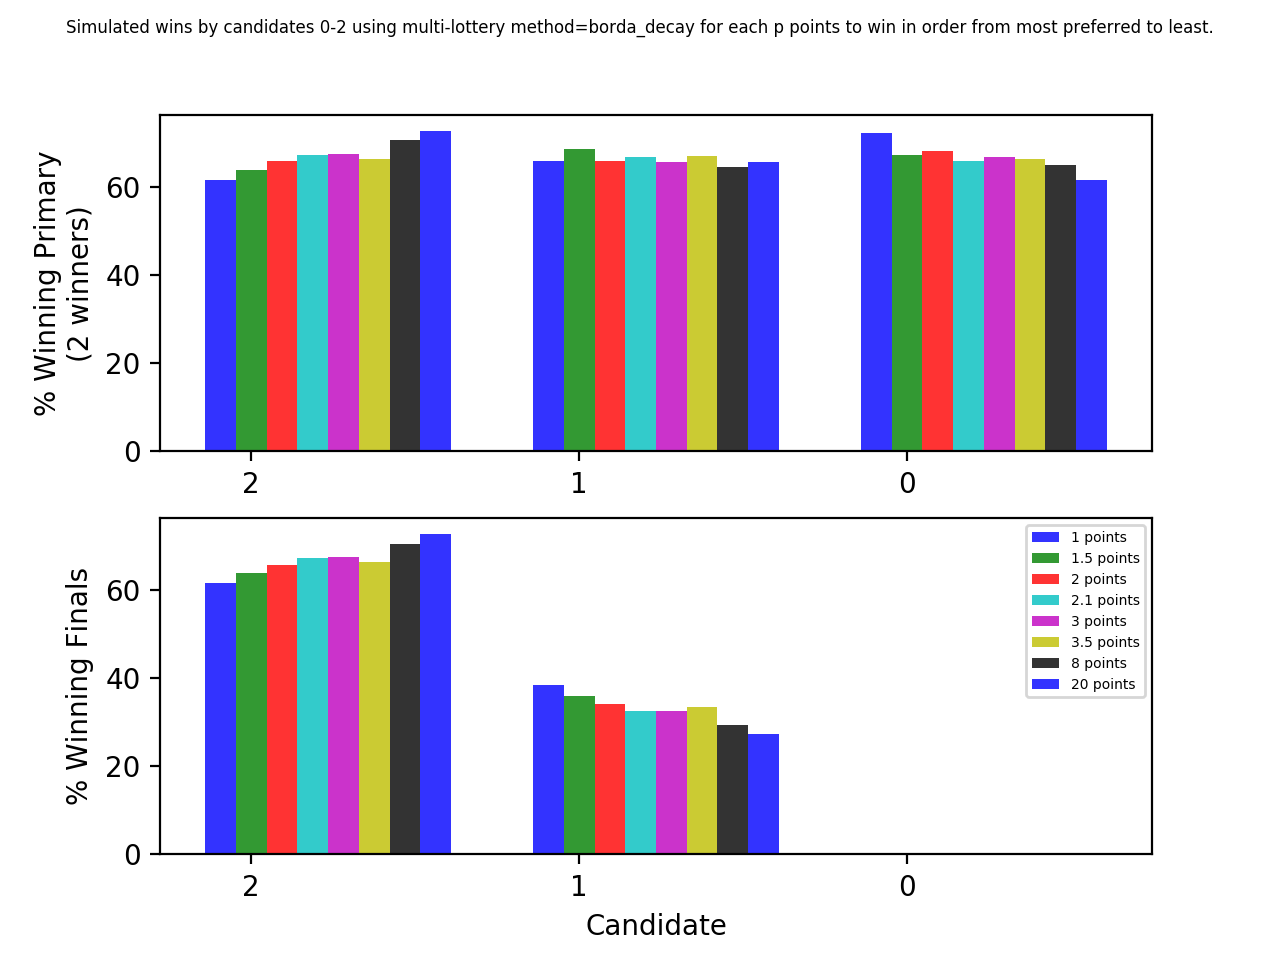 Simulated wins by candidates 0-2 using multi-lottery method=borda_decay for each p points to win in order from most preferred to least.
% Winning Primary
(2 winners)
60
40
20
0
2 1 0
% Winning Finals
60
40
20
0
1 points
1.5 points
2 points
2.1 points
3 points
3.5 points
8 points
20 points
2 1 0
Candidate